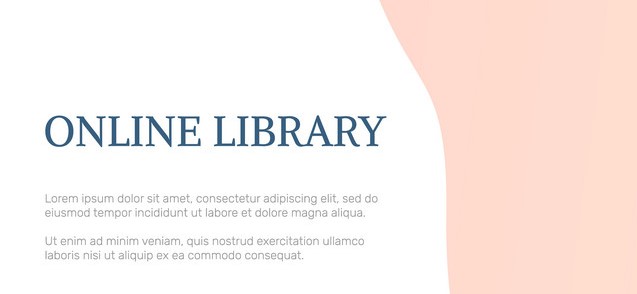 ONLINE LIBRARY
Lorem ipsum dolor sit amet, consectetur adipiscing elit, sed do
eiusmod tempor incididunt ut labore et dolore magna aliqua.
Ut enim ad minim veniam, quis nostrud exercitation ullamco
laboris nisi ut aliquip ex ea commodo consequat.